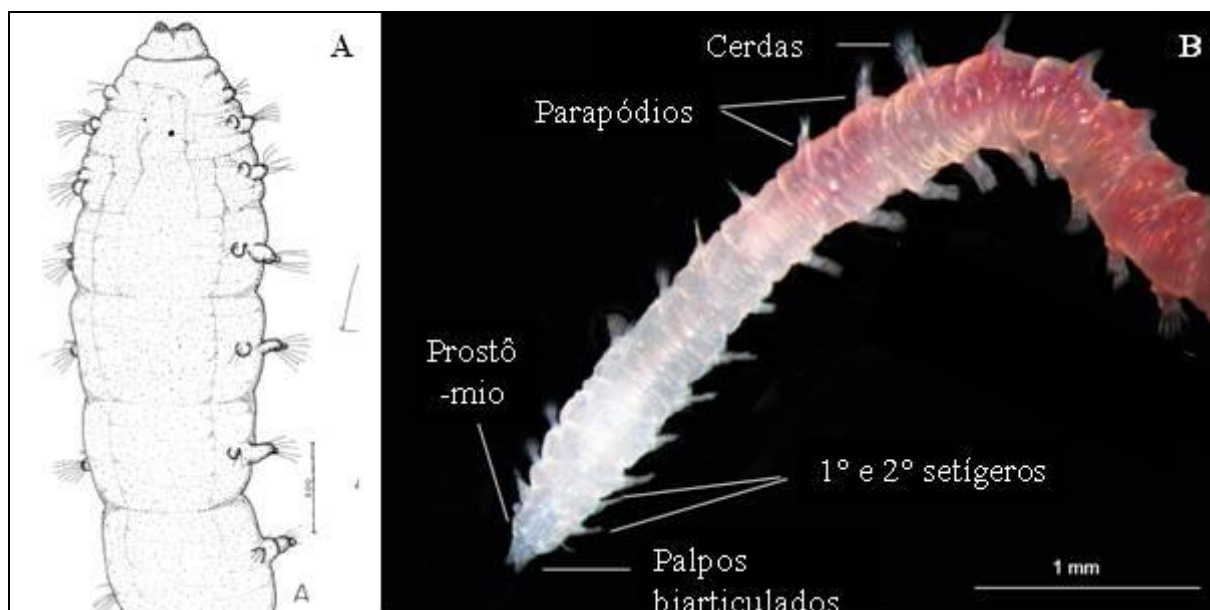 A
B
Cerdas
Parapódios
Prostô
-mio
1° e 2° setígeros
Palpos
biarticulados
1 mm
A